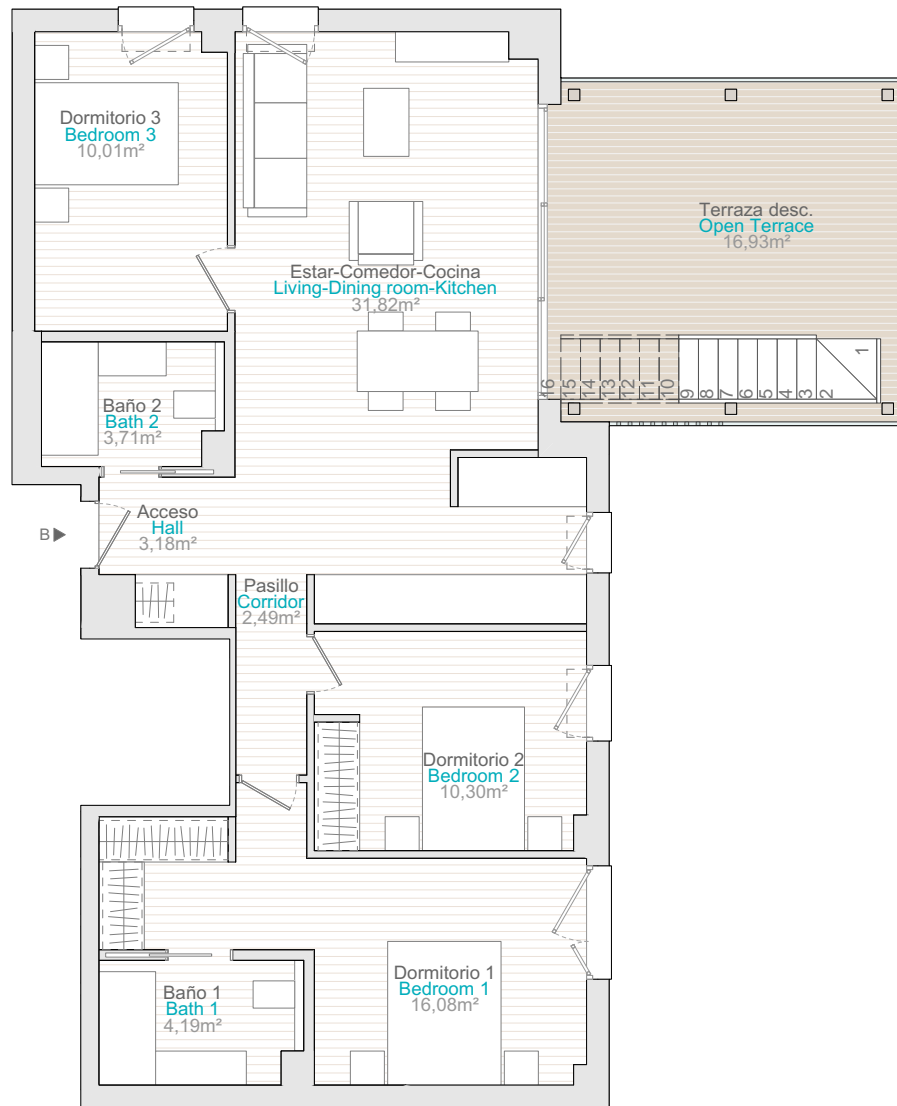 Dormitorio 3
Bedroom 3
10,01m²
Terraza desc.
Open Terrace
16,93m²
Estar-Comedor-Cocina
Living-Dining room-Kitchen
31,82m²
16
15
14
13
12
11
10
9
8
7
6
5
4
3
2
1
Baño 2
Bath 2
3,71m²
B
Acceso
Hall
3,18m²
Pasillo
Corridor
2,49m²
Dormitorio 2
Bedroom 2
10,30m²
Dormitorio 1
Bedroom 1
16,08m²
Baño 1
Bath 1
4,19m²